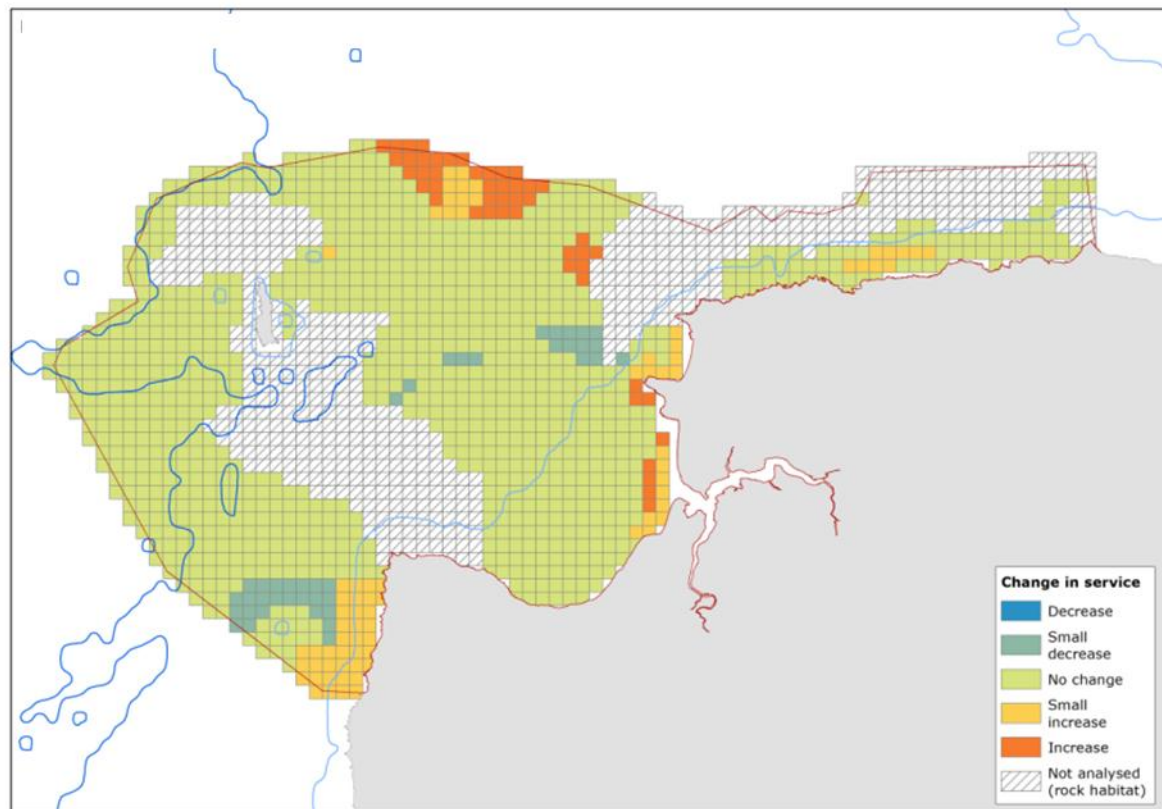 Change in service
Decrease
Small
decrease
No change
Small
increase
Increase
Not analysed
(rock habitat)